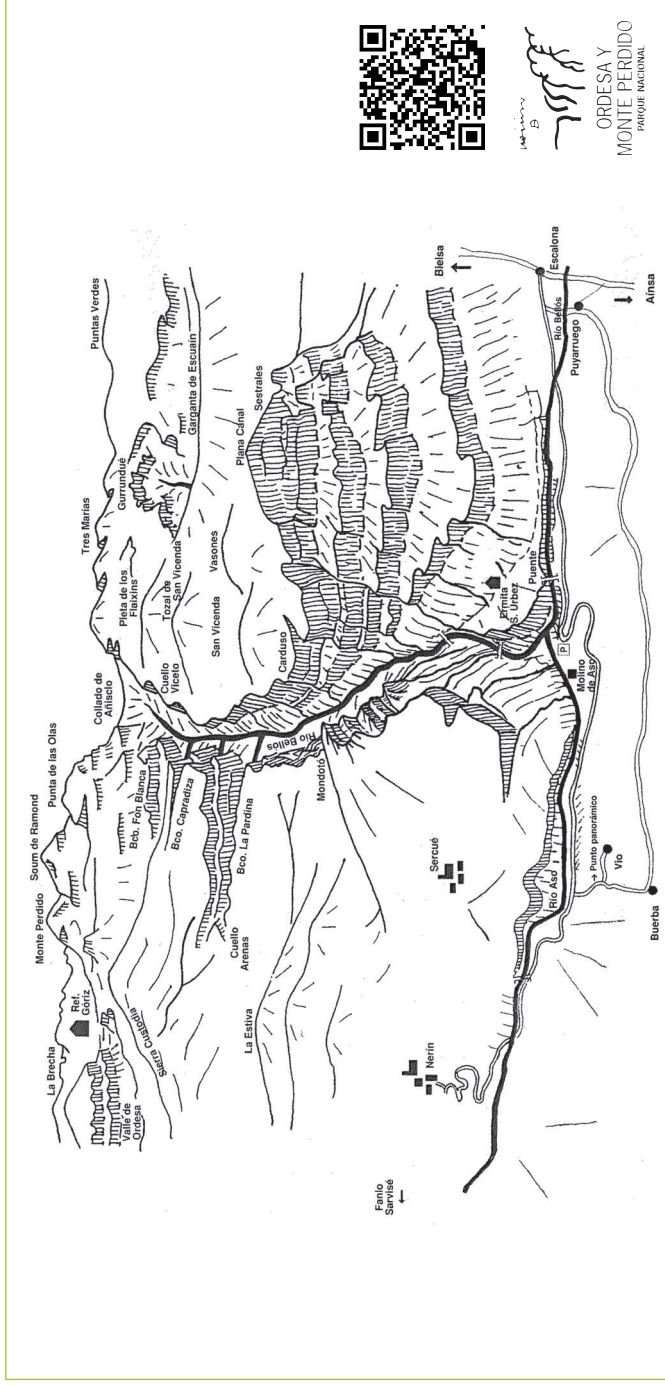 La Brecha
Monte Perdido
Soum de Ramond
Punta de las Olas
Collado de
Añisclo
Tres Marías
Puntas Verdes
Ref.
Góriz
Valle de
Ordesa
Sierra Custodia
Bco. Fon Blanca
Bco. Capradiza
Bco. La Pardina
Cuello
Arenas
Cuello
Viceto
Pieta de los
Flaixins
Gurrundué
Tozal de
San Vicenda
Garganta de Escuaín
San Vicenda
Vasones
La Estiva
Río Bellós
Mondotó
Carduso
Plana Canal
Sestrales
Fanlo
Sarvisé
←
Nerín
Sercué
Bielsa
Ermita
S. Úrbez
Puente
Río Aso
P
Molino
de Aso
→ Punto panorámico
Vio
Buerba
Río Bellós
Escalona
Puyarruego
Aínsa
ORDESA Y
MONTE PERDIDO
PARQUE NACIONAL